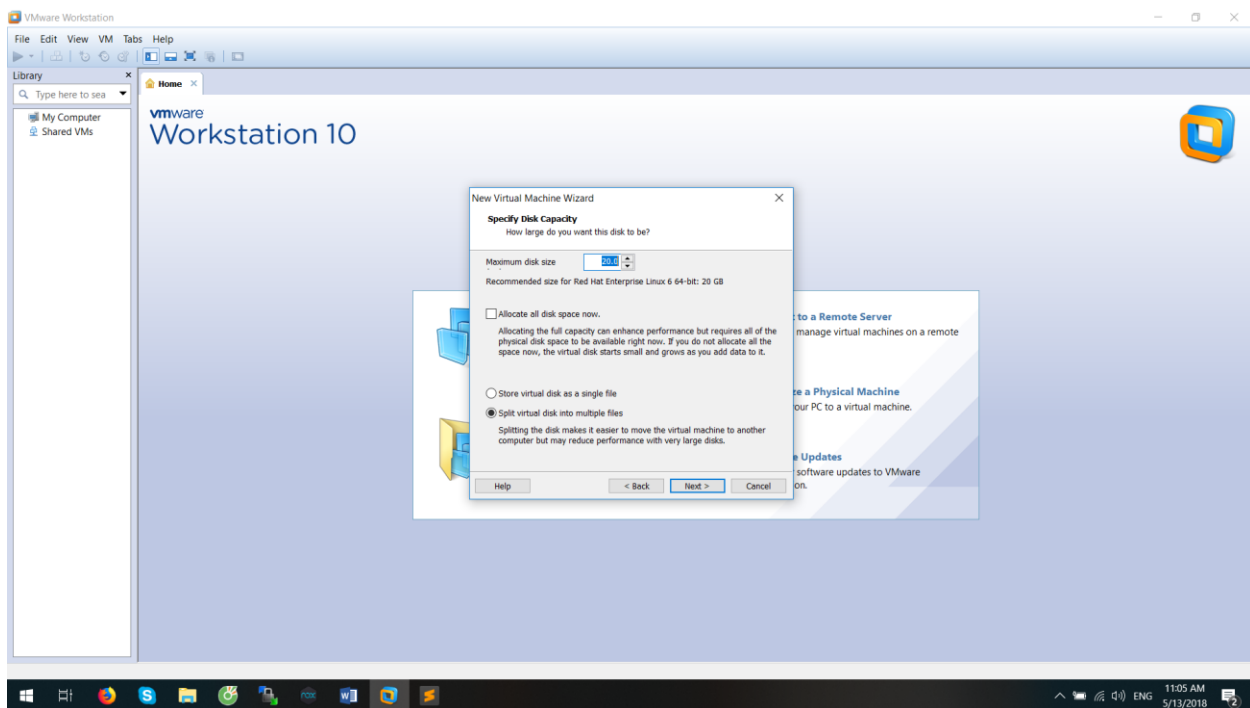 VMware Workstation
File Edit View VM Tabs Help
Library ×
Type here to sea
Home ×
My Computer
Shared VMs
vmware
Workstation 10
New Virtual Machine Wizard
Specify Disk Capacity
How large do you want this disk to be?
Maximum disk size 20.0
Recommended size for Red Hat Enterprise Linux 6 64-bit: 20 GB
Allocate all disk space now.
Allocating the full capacity can enhance performance but requires all of the
physical disk space to be available right now. If you do not allocate all the
space now, the virtual disk starts small and grows as you add data to it.
Store virtual disk as a single file
Split virtual disk into multiple files
Splitting the disk makes it easier to move the virtual machine to another
computer but may reduce performance with very large disks.
Help < Back Next > Cancel
to a Remote Server
manage virtual machines on a remote
ze a Physical Machine
our PC to a virtual machine.
e Updates
software updates to VMware
on.
nox
ENG
11:05 AM
5/13/2018
2